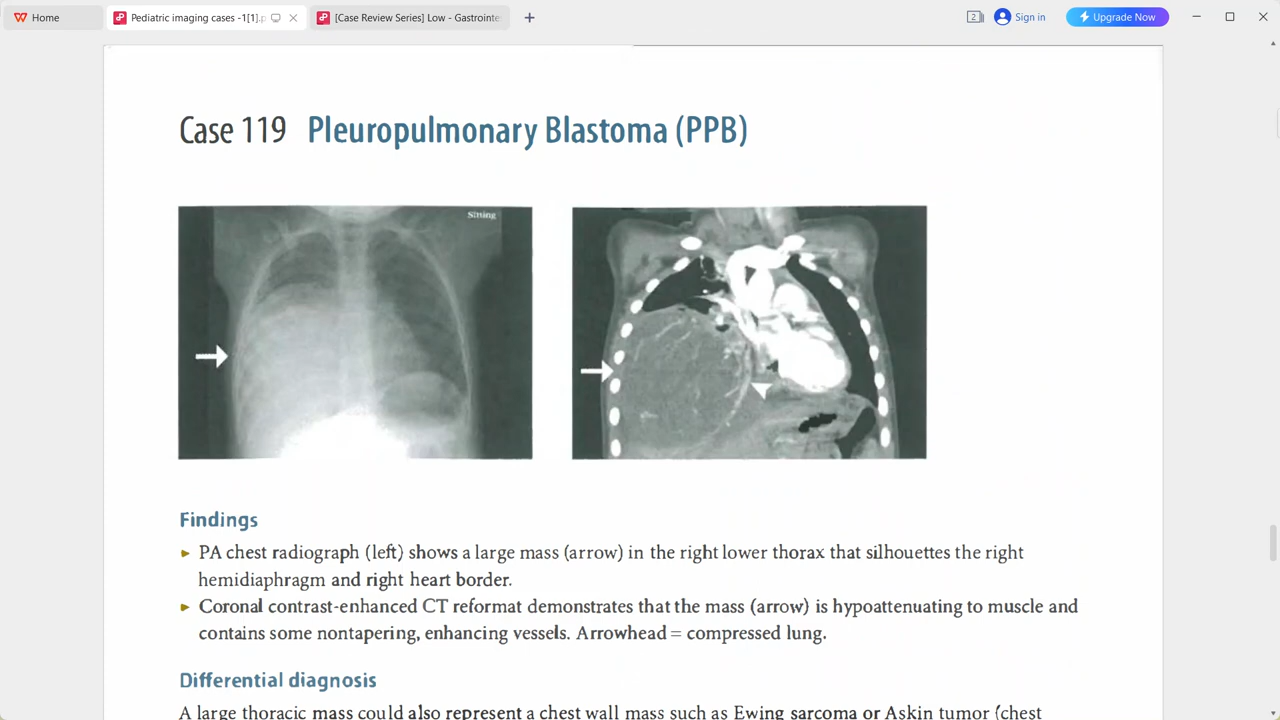 Home
Pediatric imaging cases -1[1].p
[Case Review Series] Low - Gastrointe
2
Sign in
Upgrade Now
Case 119 Pleuropulmonary Blastoma (PPB)
Sitting
Findings
► PA chest radiograph (left) shows a large mass (arrow) in the right lower thorax that silhouettes the right
hemidiaphragm and right heart border.
► Coronal contrast-enhanced CT reformat demonstrates that the mass (arrow) is hypoattenuating to muscle and
contains some nontapering, enhancing vessels. Arrowhead = compressed lung.
Differential diagnosis
A large thoracic mass could also represent a chest wall mass such as Ewing sarcoma or Askin tumor (chest